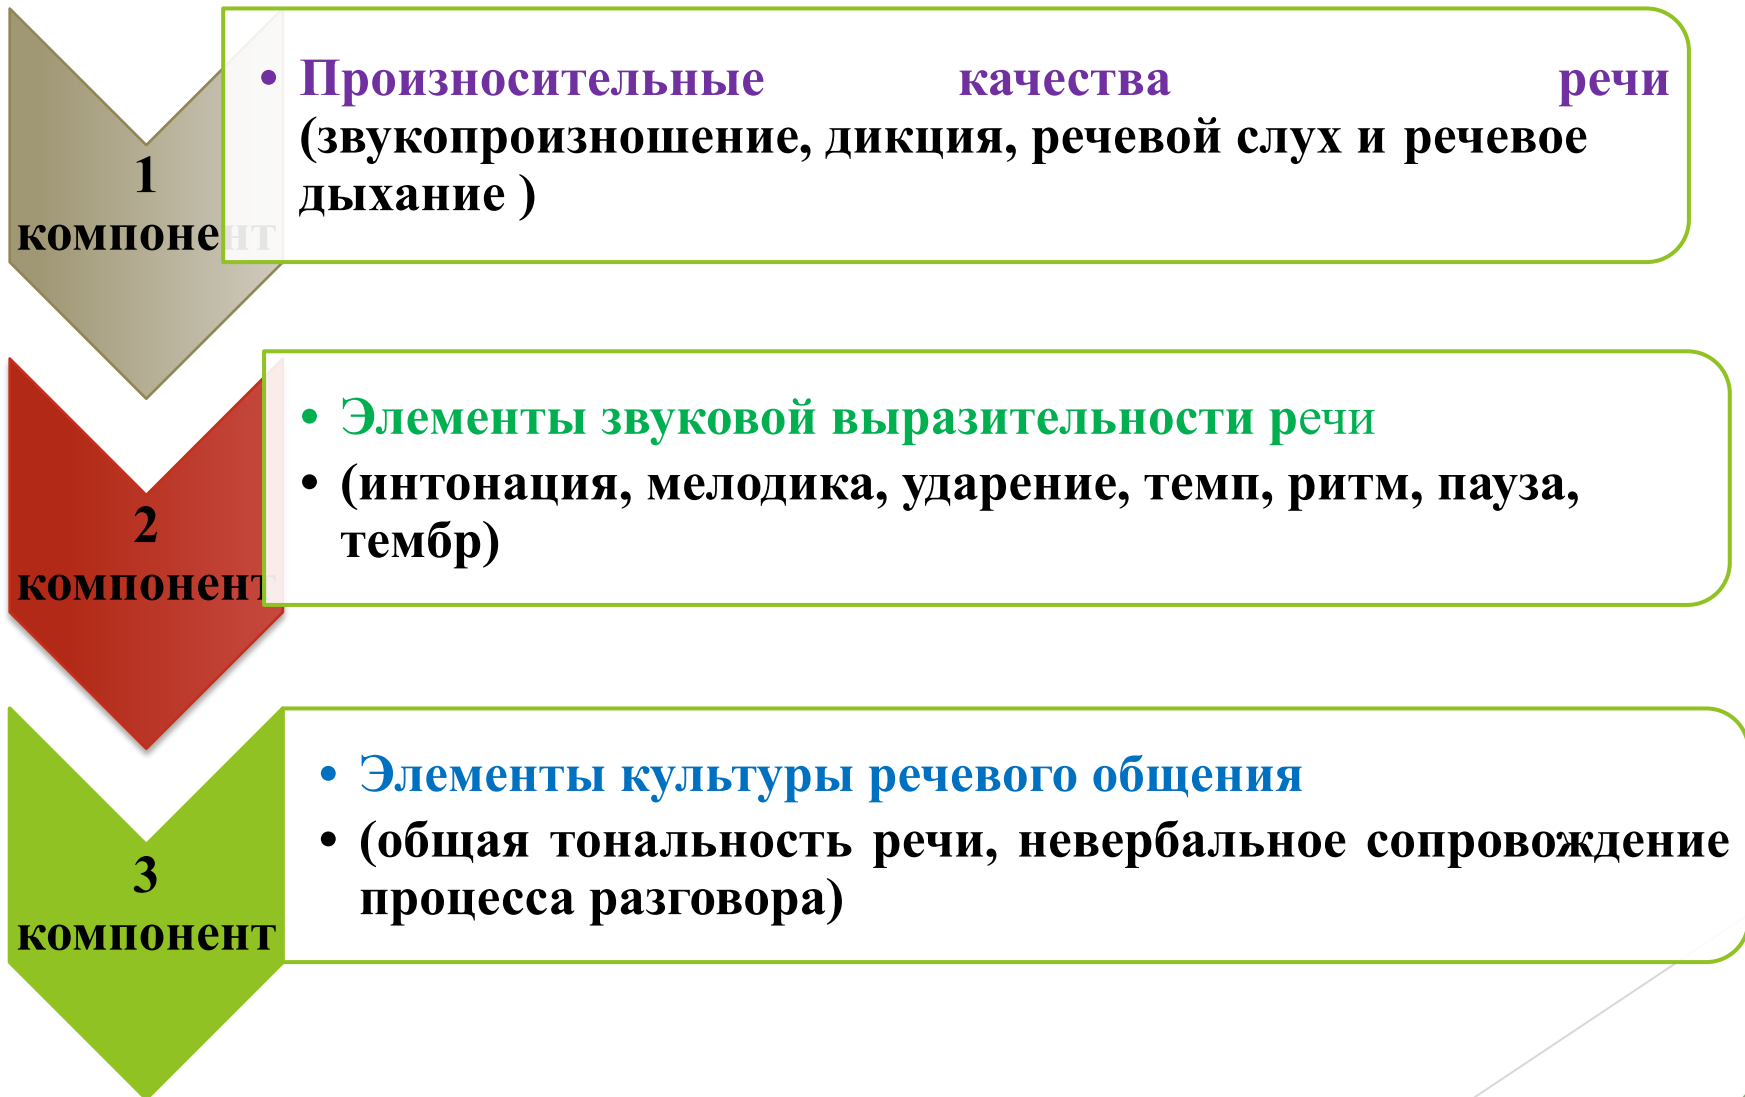 1
компонент
• Произносительные качества речи
(звукопроизношение, дикция, речевой слух и речевое
дыхание )
2
компонент
• Элементы звуковой выразительности речи
• (интонация, мелодика, ударение, темп, ритм, пауза,
тембр)
3
компонент
• Элементы культуры речевого общения
• (общая тональность речи, невербальное сопровождение
процесса разговора)